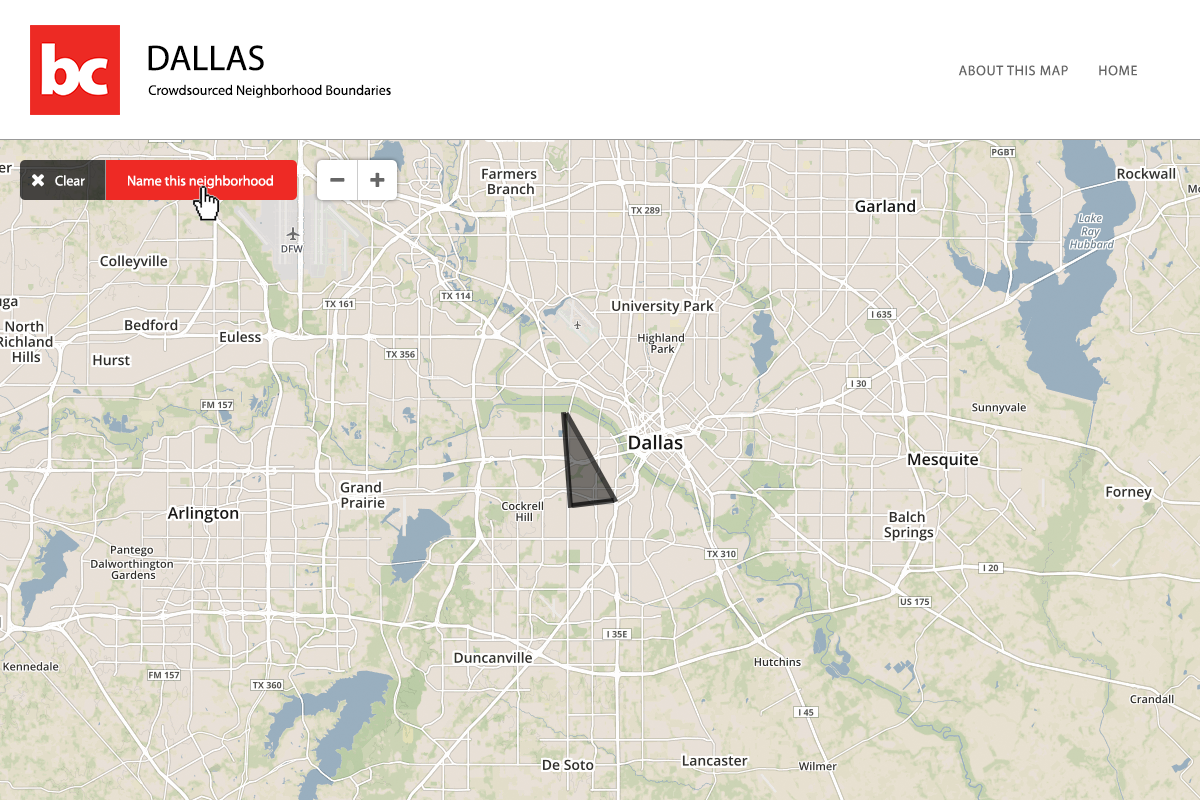 bc
DALLAS
Crowdsourced Neighborhood Boundaries
ABOUT THIS MAP
HOME
Clear
Name this neighborhood
er
PGBT
Farmers
Branch
Rockwall
Garland
TX 289
Lake
Ray
Hubbard
DFW
Colleyville
TX 161
TX 114
University Park
I 635
North
Richland
Hills
Bedford
Euless
Highland
Park
Hurst
TX 356
I 30
FM 157
Sunnyvale
Dallas
Mesquite
Grand
Prairie
Forney
Arlington
Cockrell
Hill
Balch
Springs
Pantego
Dalworthington
Gardens
TX 310
I 20
US 175
I 35E
Kennedale
Duncanville
Hutchins
FM 157
TX 360
Crandall
I 45
De Soto
Lancaster
Wilmer